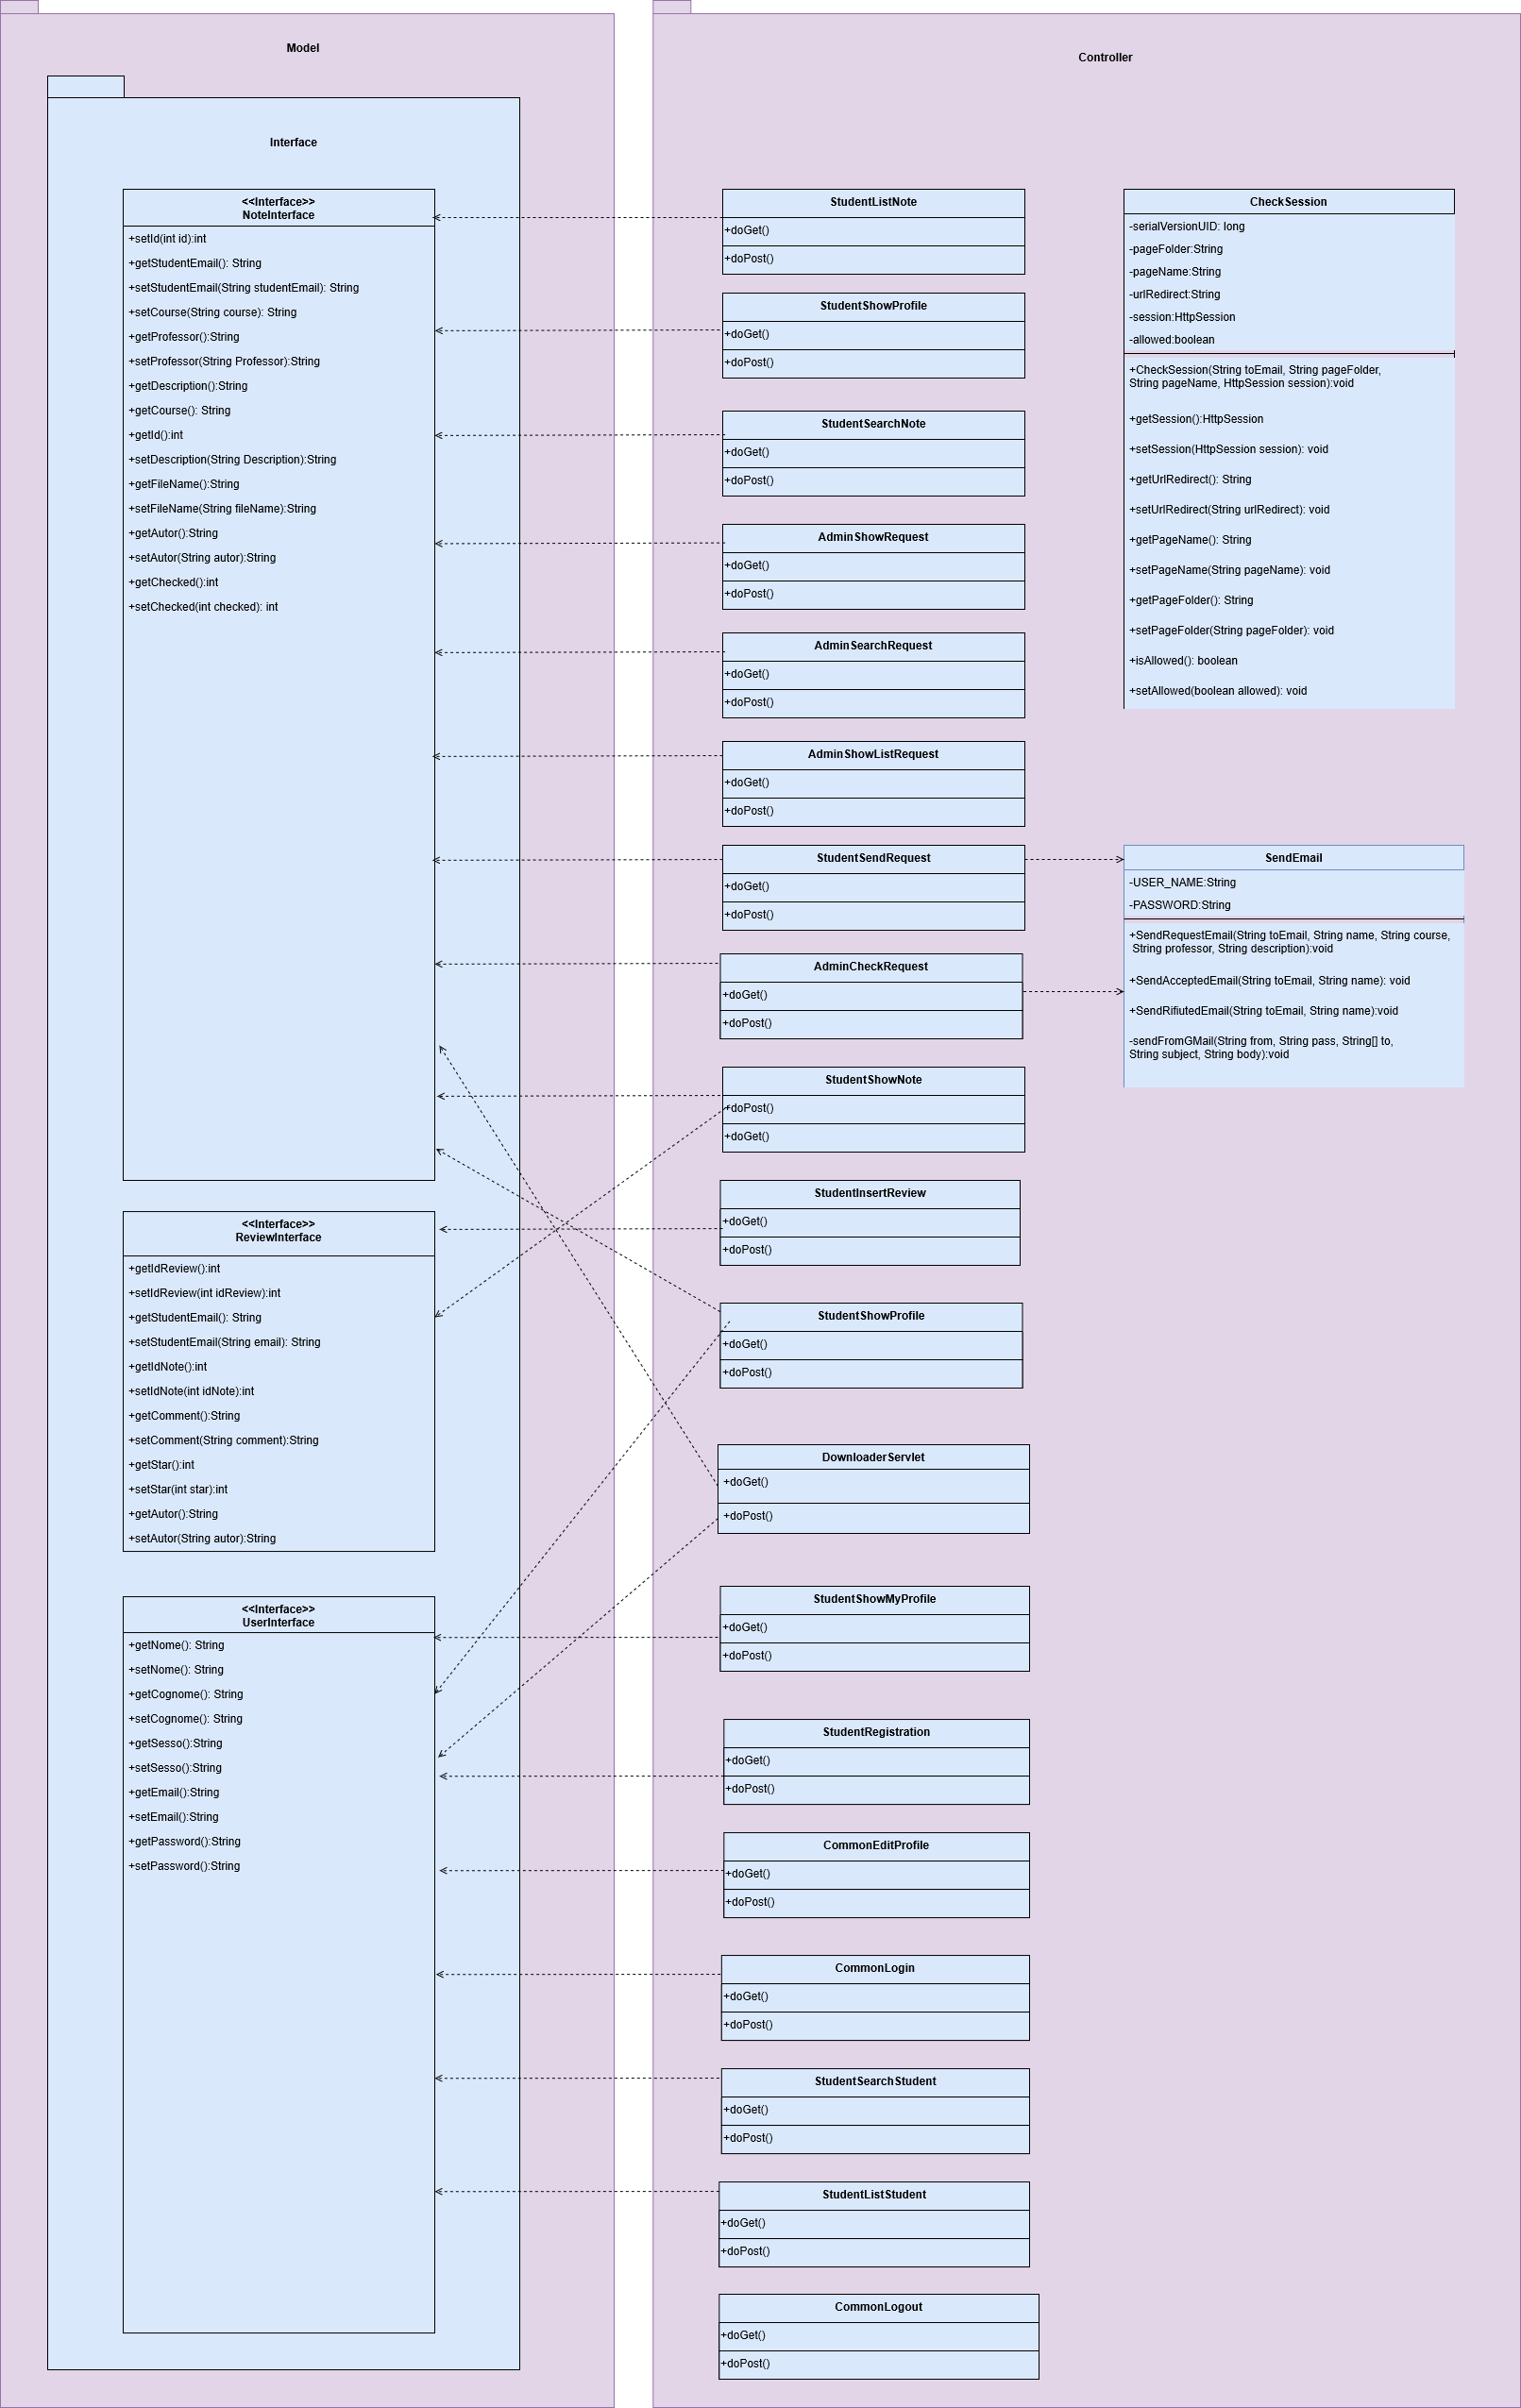 Model
Interface
<<Interface>>
NoteInterface
+setId(int id):int
+getStudentEmail(): String
+setStudentEmail(String studentEmail): String
+setCourse(String course): String
+getProfessor():String
+setProfessor(String Professor):String
+getDescription():String
+getCourse(): String
+getId():int
+setDescription(String Description):String
+getFileName():String
+setFileName(String fileName):String
+getAutor():String
+setAutor(String autor):String
+getChecked():int
+setChecked(int checked): int
<<Interface>>
ReviewInterface
+getIdReview():int
+setIdReview(int idReview):int
+getStudentEmail(): String
+setStudentEmail(String email): String
+getIdNote():int
+setIdNote(int idNote):int
+getComment():String
+setComment(String comment):String
+getStar():int
+setStar(int star):int
+getAutor():String
+setAutor(String autor):String
<<Interface>>
UserInterface
+getNome(): String
+setNome(): String
+getCognome(): String
+setCognome(): String
+getSesso():String
+setSesso():String
+getEmail():String
+setEmail():String
+getPassword():String
+setPassword():String
Controller
StudentListNote
+doGet()
+doPost()
StudentShowProfile
+doGet()
+doPost()
StudentSearchNote
+doGet()
+doPost()
AdminShowRequest
+doGet()
+doPost()
AdminSearchRequest
+doGet()
+doPost()
AdminShowListRequest
+doGet()
+doPost()
StudentSendRequest
+doGet()
+doPost()
AdminCheckRequest
+doGet()
+doPost()
StudentShowNote
+doPost()
+doGet()
StudentInsertReview
+doGet()
+doPost()
StudentShowProfile
+doGet()
+doPost()
DownloaderServlet
+doGet()
+doPost()
StudentShowMyProfile
+doGet()
+doPost()
StudentRegistration
+doGet()
+doPost()
CommonEditProfile
+doGet()
+doPost()
CommonLogin
+doGet()
+doPost()
StudentSearchStudent
+doGet()
+doPost()
StudentListStudent
+doGet()
+doPost()
CommonLogout
+doGet()
+doPost()
CheckSession
-serialVersionUID: long
-pageFolder:String
-pageName:String
-urlRedirect:String
-session:HttpSession
-allowed:boolean
+CheckSession(String toEmail, String pageFolder,
String pageName, HttpSession session):void
+getSession():HttpSession
+setSession(HttpSession session): void
+getUrlRedirect(): String
+setUrlRedirect(String urlRedirect): void
+getPageName(): String
+setPageName(String pageName): void
+getPageFolder(): String
+setPageFolder(String pageFolder): void
+isAllowed(): boolean
+setAllowed(boolean allowed): void
SendEmail
-USER_NAME:String
-PASSWORD:String
+SendRequestEmail(String toEmail, String name, String course,
String professor, String description):void
+SendAcceptedEmail(String toEmail, String name): void
+SendRifiutedEmail(String toEmail, String name):void
-sendFromGMail(String from, String pass, String[] to,
String subject, String body):void